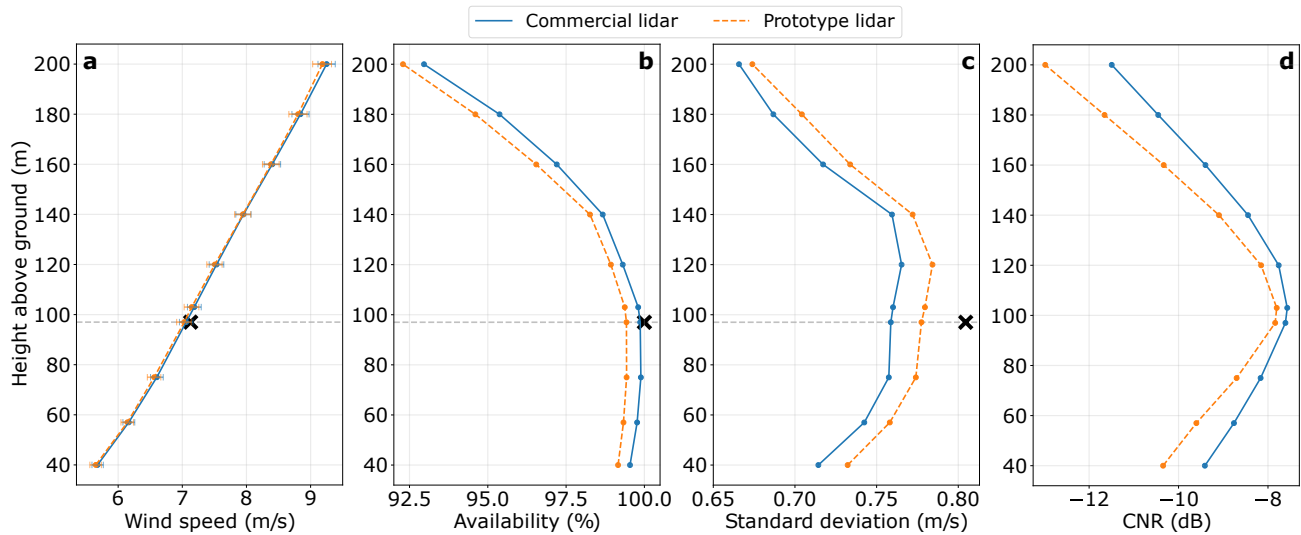 Commercial lidar
Prototype lidar
a
b
c
d
Height above ground (m)
200
180
160
140
120
100
80
60
40
6 7 8 9
Wind speed (m/s)
200
180
160
140
120
100
80
60
40
92.5 95.0 97.5 100.0
Availability (%)
200
180
160
140
120
100
80
60
40
0.65 0.70 0.75 0.80
Standard deviation (m/s)
200
180
160
140
120
100
80
60
40
−12 −10 −8
CNR (dB)